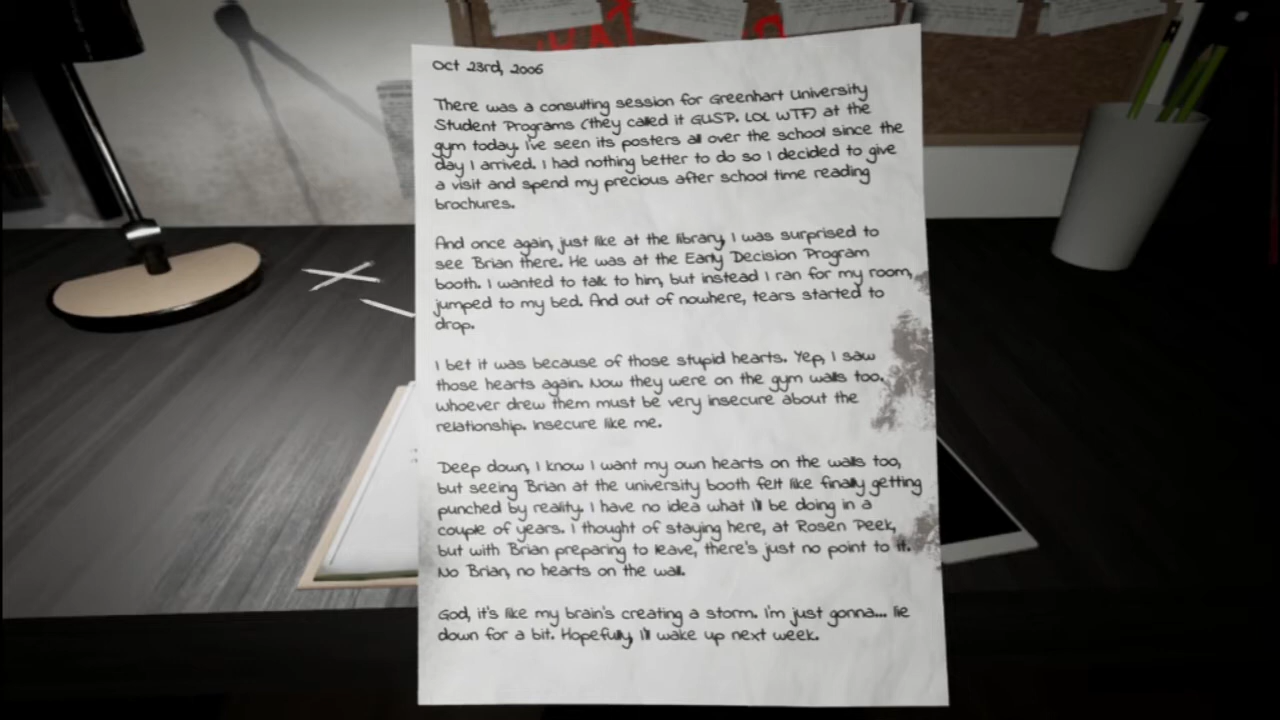 Oct 23rd, 2006
There was a consulting session for Greenhart University
Student Programs (they called it GUSP. LOL WTF) at the
gym today. I've seen its posters all over the school since the
day I arrived. I had nothing better to do so I decided to give
a visit and spend my precious after school time reading
brochures.
And once again, just like at the library, I was surprised to
see Brian there. He was at the Early Decision Program
booth. I wanted to talk to him, but instead I ran for my room,
jumped to my bed. And out of nowhere, tears started to
drop.
I bet it was because of those stupid hearts. Yep, I saw
those hearts again. Now they were on the gym walls too.
Whoever drew them must be very insecure about the
relationship. Insecure like me.
Deep down, I know I want my own hearts on the walls too,
but seeing Brian at the university booth felt like finally getting
punched by reality. I have no idea what I'll be doing in a
couple of years. I thought of staying here, at Rosen Peek,
but with Brian preparing to leave, there's just no point to it.
No Brian, no hearts on the wall.
God, it's like my brain's creating a storm. I'm just gonna... lie
down for a bit. Hopefully, I'll wake up next week.